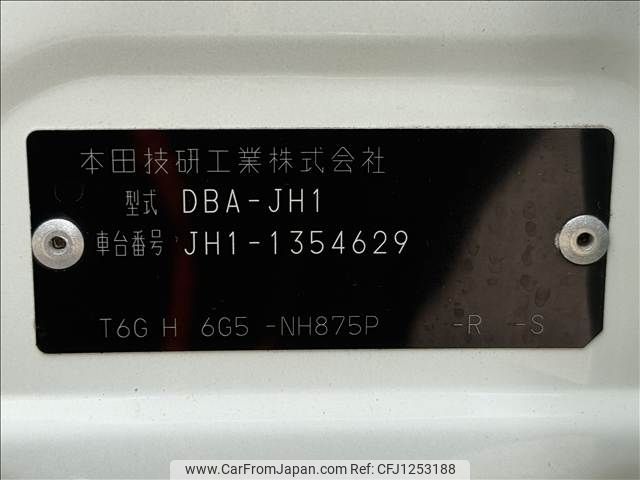 本田技研工業株式会社
型式 DBA-JH1
車台番号 JH1-1354629
T6G H 6G5 -NH875P -R -S
www.CarFromJapan.com - CFJ1253188